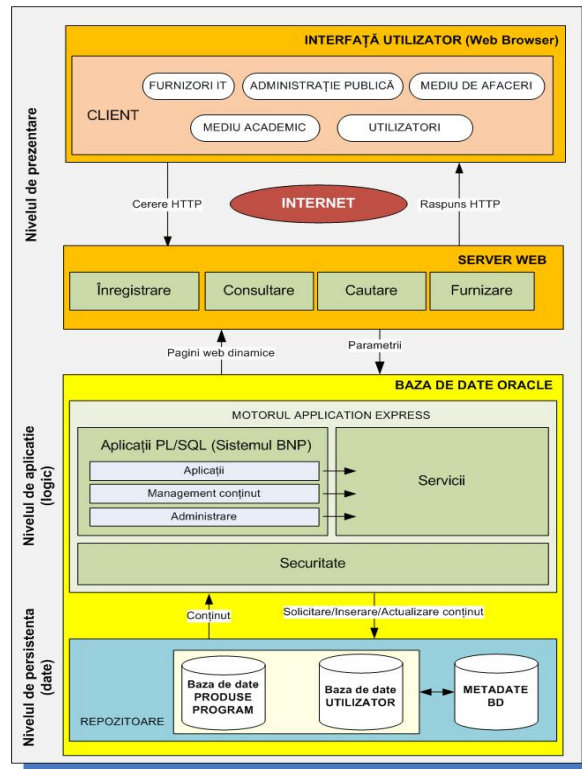 INTERFAȚĂ UTILIZATOR (Web Browser)
FURNIZORI IT
ADMINISTRAȚIE PUBLICĂ
MEDIU DE AFACERI
CLIENT
MEDIU ACADEMIC
UTILIZATORI
Nivelul de prezentare
Cerere HTTP
INTERNET
Raspuns HTTP
SERVER WEB
Înregistrare
Consultare
Cautare
Furnizare
Pagini web dinamice
Parametrii
BAZA DE DATE ORACLE
MOTORUL APPLICATION EXPRESS
Nivelul de aplicatie
(logic)
Aplicații PL/SQL (Sistemul BNP)
Aplicații
Management conținut
Administrare
Servicii
Securitate
Conținut
Solicitare/Inserare/Actualizare conținut
Nivelul de persistenta
(date)
REPOZITOARE
Baza de date
PRODUSE
PROGRAM
Baza de date
UTILIZATOR
METADATE
BD